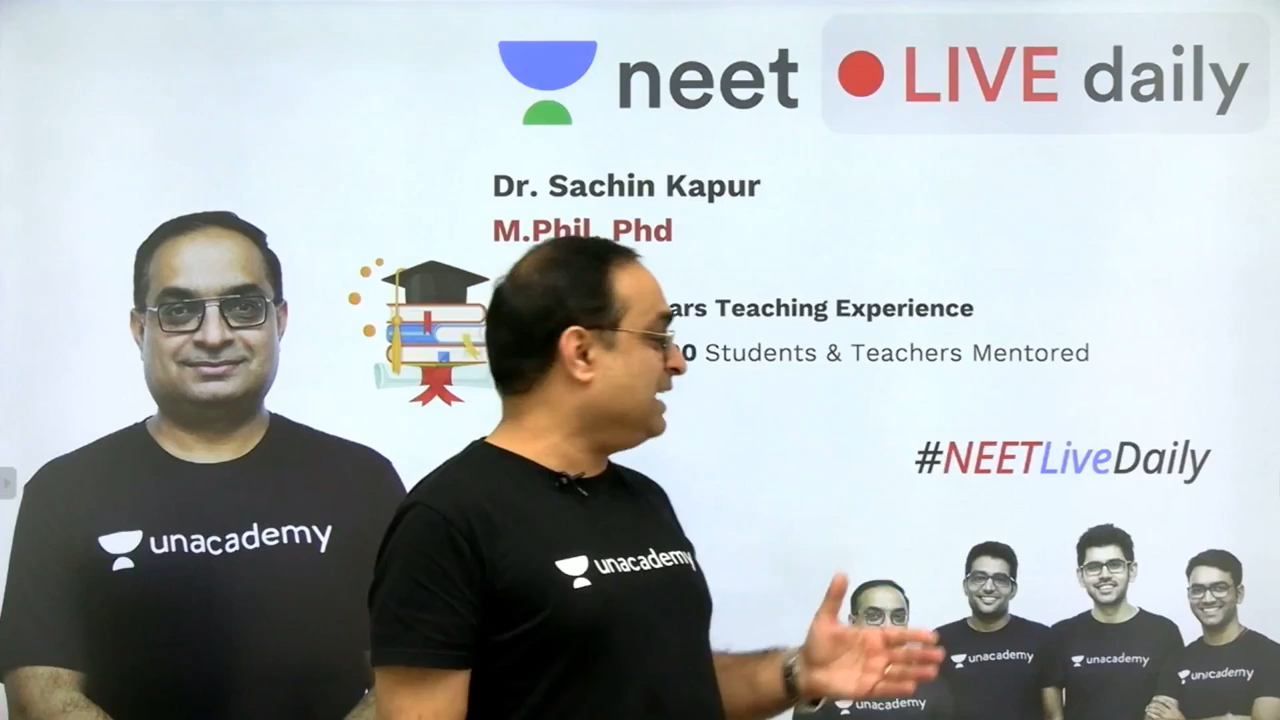 neet LIVE daily
Dr. Sachin Kapur
M.Phil, Phd
ars Teaching Experience
0 Students & Teachers Mentored
#NEETLiveDaily
unacademy
unacademy
unacademy
unacademy
unacademy
unacademy